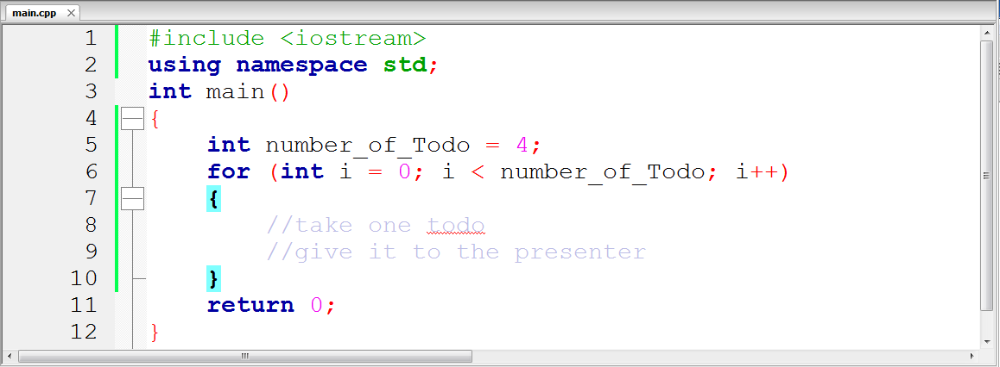 main.cpp
1 #include <iostream>
2 using namespace std;
3 int main()
4 {
5 int number_of_Todo = 4;
6 for (int i = 0; i < number_of_Todo; i++)
7 {
8 //take one todo
9 //give it to the presenter
10 }
11 return 0;
12 }